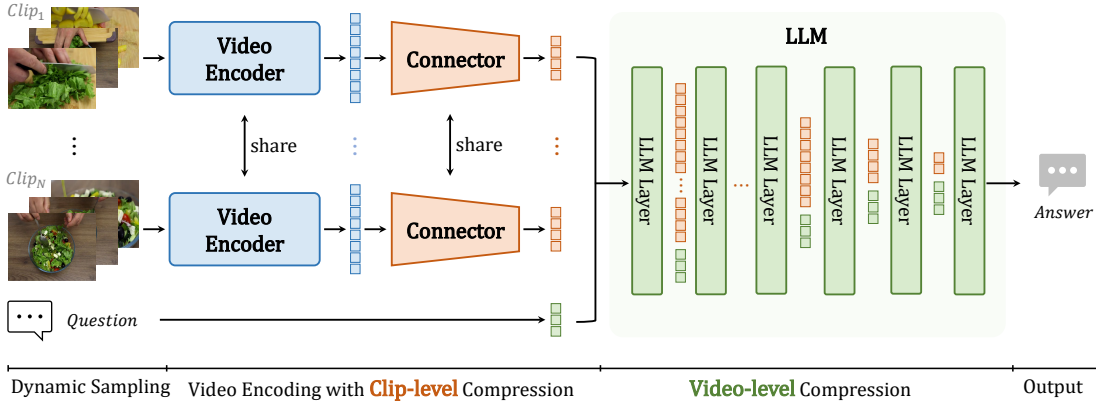 Clip₁
Video
Encoder
Connector
LLM
share
share
LLM Layer
LLM Layer
LLM Layer
LLM Layer
LLM Layer
LLM Layer
...
Clip_N
Video
Encoder
Connector
Answer
Question
Dynamic Sampling
Video Encoding with Clip-level Compression
Video-level Compression
Output